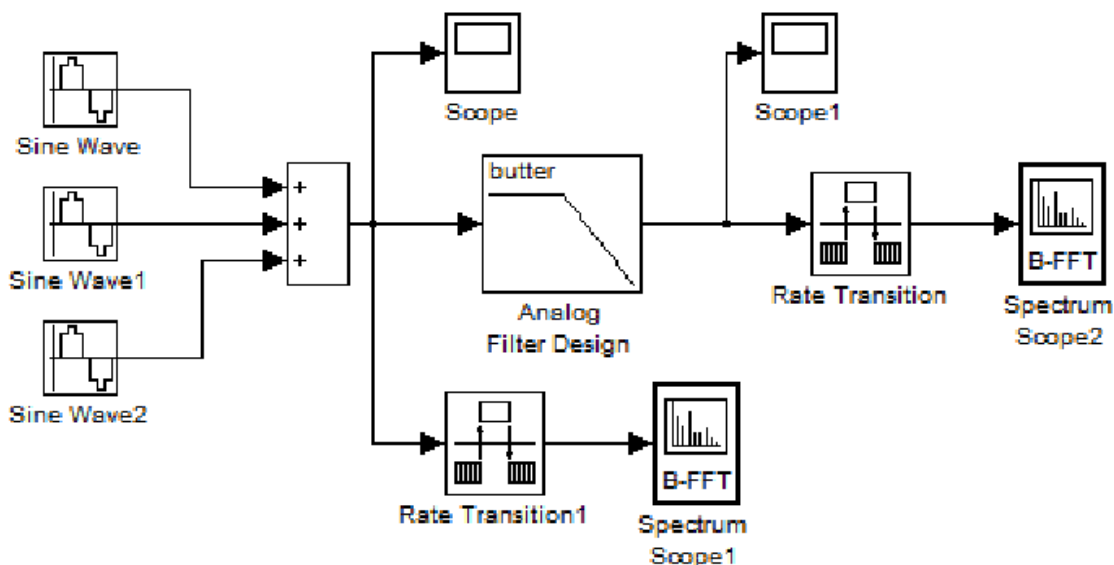 Sine Wave
Sine Wave1
Sine Wave2
+
+
+
Scope
butter
Analog
Filter Design
Scope1
Rate Transition
B-FFT
Spectrum
Scope2
Rate Transition1
B-FFT
Spectrum
Scope1